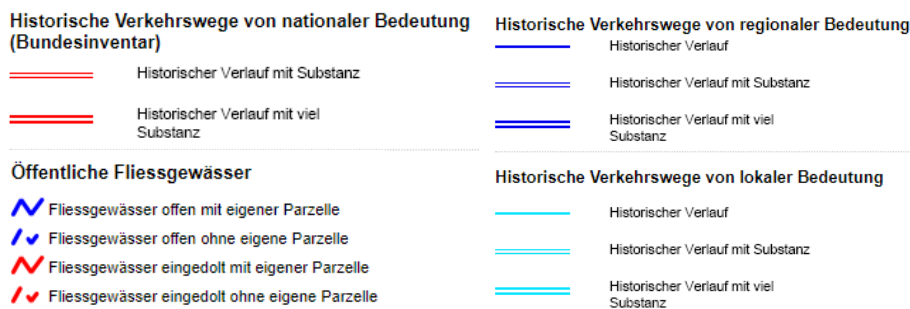 Historische Verkehrswege von nationaler Bedeutung
(Bundesinventar)
Historischer Verlauf mit Substanz
Historischer Verlauf mit viel
Substanz
Öffentliche Fliessgewässer
Fliessgewässer offen mit eigener Parzelle
Fliessgewässer offen ohne eigene Parzelle
Fliessgewässer eingedolt mit eigener Parzelle
Fliessgewässer eingedolt ohne eigene Parzelle
Historische Verkehrswege von regionaler Bedeutung
Historischer Verlauf
Historischer Verlauf mit Substanz
Historischer Verlauf mit viel
Substanz
Historische Verkehrswege von lokaler Bedeutung
Historischer Verlauf
Historischer Verlauf mit Substanz
Historischer Verlauf mit viel
Substanz